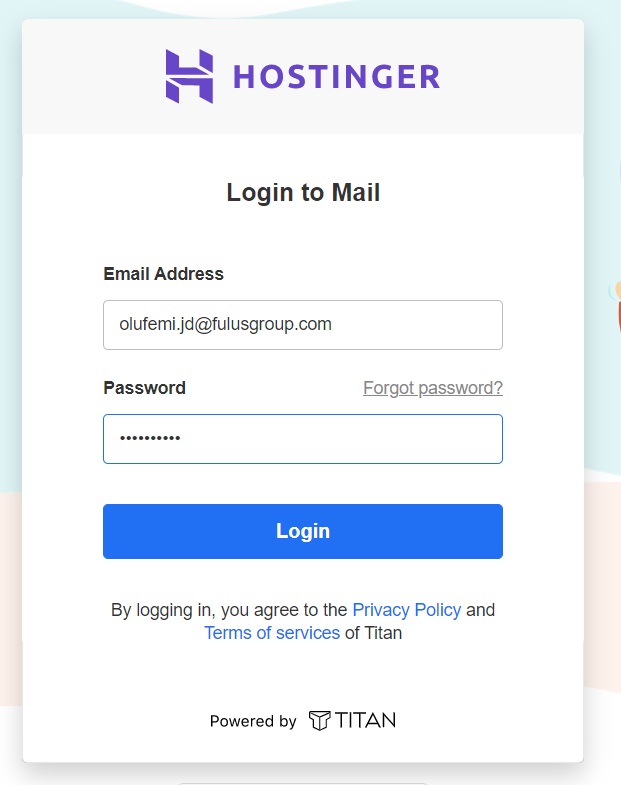 HOSTINGER
Login to Mail
Email Address
olufemi.jd@fulusgroup.com
Password Forgot password?
••••••••••
Login
By logging in, you agree to the Privacy Policy and
Terms of services of Titan
Powered by TITAN